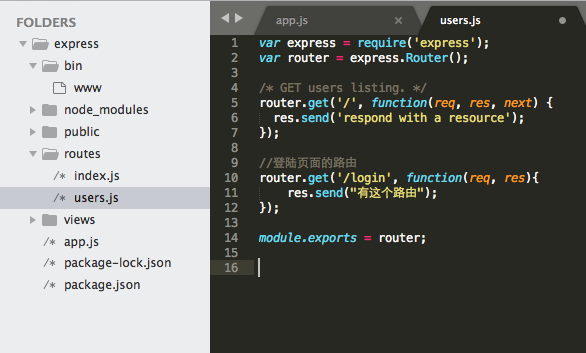 FOLDERS
express
bin
www
node_modules
public
routes
/* index.js
/* users.js
views
/* app.js
/* package-lock.json
/* package.json
app.js ×
users.js
1 var express = require('express');
2 var router = express.Router();
3
4 /* GET users listing. */
5 router.get('/', function(req, res, next) {
6 res.send('respond with a resource');
7 });
8
9 //登陆页面的路由
10 router.get('/login', function(req, res){
11 res.send("有这个路由");
12 });
13
14 module.exports = router;
15
16